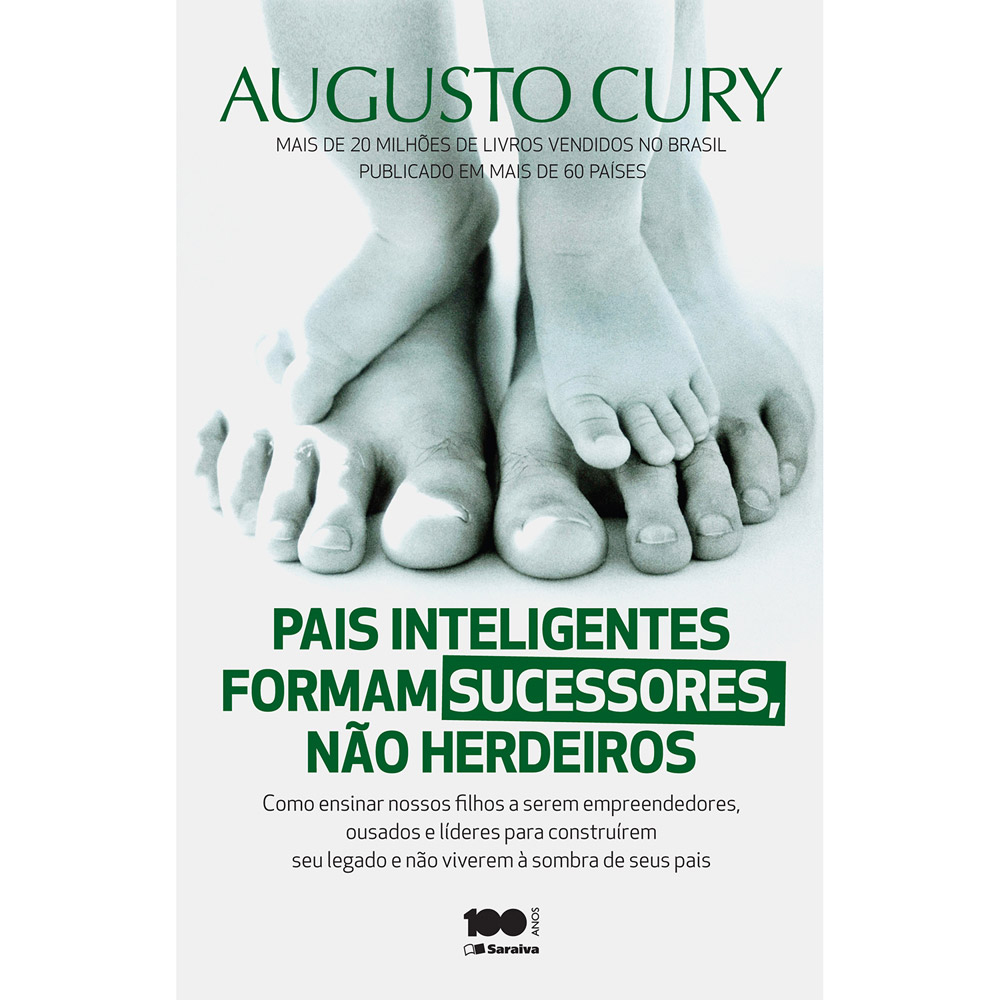 AUGUSTO CURY
MAIS DE 20 MILHÕES DE LIVROS VENDIDOS NO BRASIL
PUBLICADO EM MAIS DE 60 PAÍSES
PAIS INTELIGENTES
FORMAM SUCESSORES,
NÃO HERDEIROS
Como ensinar nossos filhos a serem empreendedores,
ousados e líderes para construírem
seu legado e não viverem à sombra de seus pais
100 ANOS
Saraiva